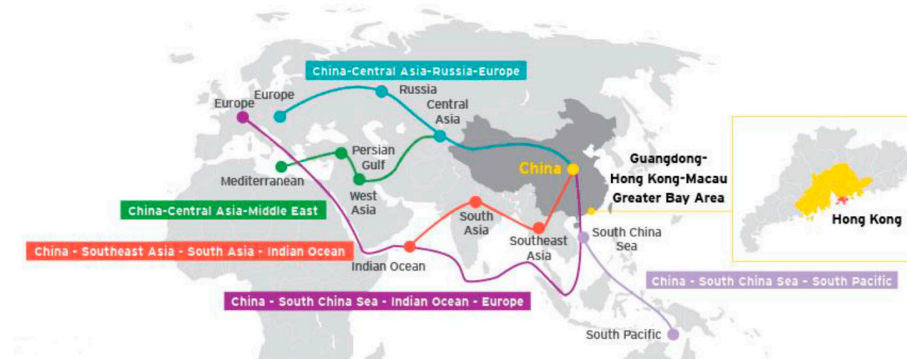 China-Central Asia-Russia-Europe
Russia
Europe
Europe
Central
Asia
Persian
Gulf
Mediterranean
West
Asia
China
Guangdong-
Hong Kong-Macau
Greater Bay Area
Hong Kong
China-Central Asia-Middle East
South
Asia
Southeast
Asia
South China
Sea
China - Southeast Asia - South Asia - Indian Ocean
Indian Ocean
China - South China Sea - South Pacific
China - South China Sea - Indian Ocean - Europe
South Pacific